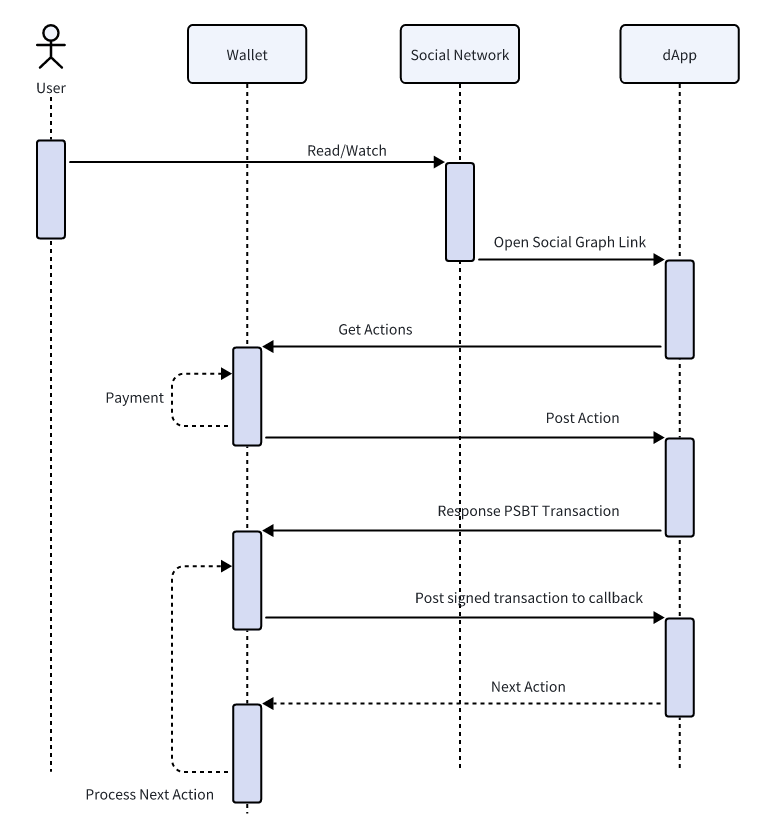 User
Wallet
Social Network
dApp
Read/Watch
Open Social Graph Link
Get Actions
Payment
Post Action
Response PSBT Transaction
Post signed transaction to callback
Next Action
Process Next Action